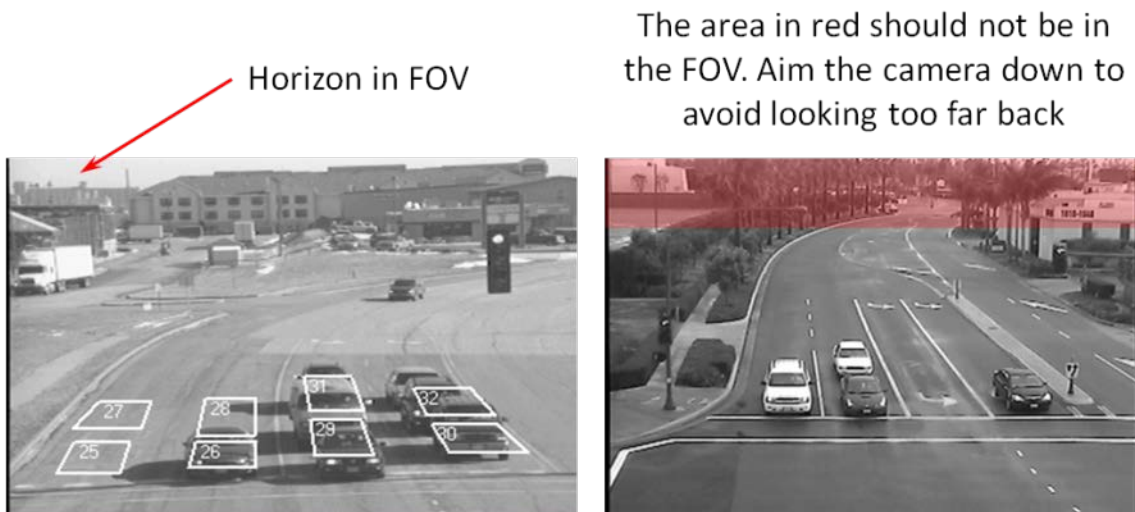 The area in red should not be in
the FOV. Aim the camera down to
avoid looking too far back
Horizon in FOV
31
32
27
28
29
30
25
26